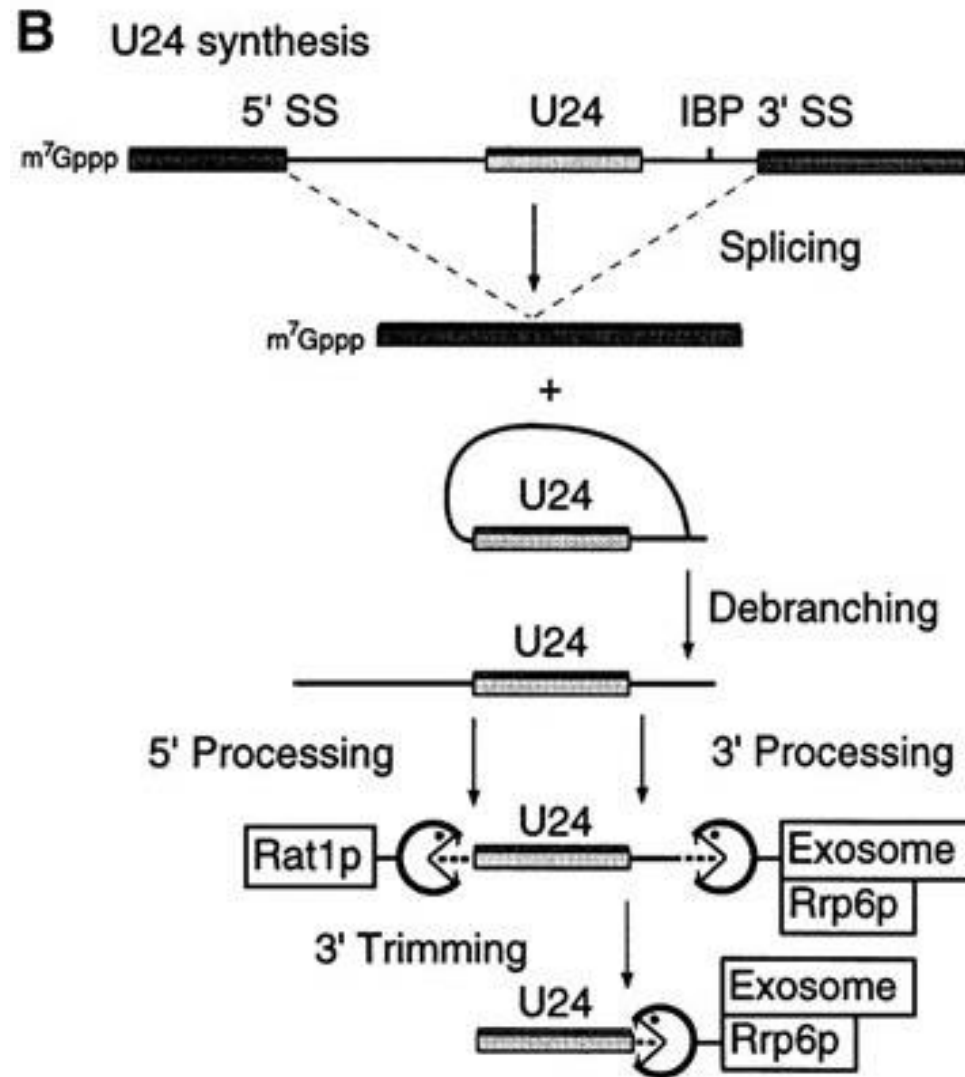 B U24 synthesis
5' SS U24 IBP 3' SS
m⁷Gppp
Splicing
m⁷Gppp
+
U24
Debranching
U24
5' Processing 3' Processing
U24
Rat1p Exosome
Rrp6p
3' Trimming
U24 Exosome
Rrp6p